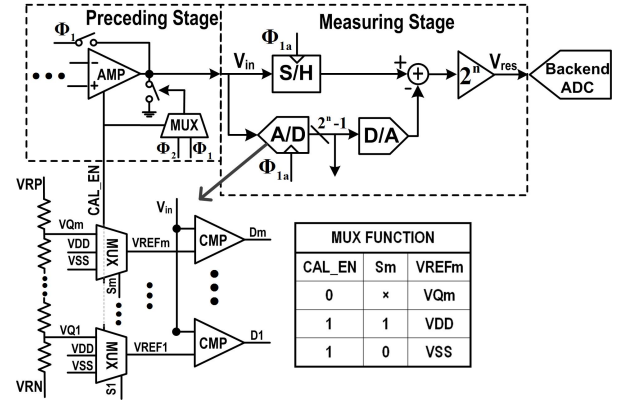 Preceding Stage
Measuring Stage
Φ1
Φ1a
AMP
−
+
Vin
S/H
+
+
−
2ⁿ
Vres
Backend
ADC
MUX
Φ2
Φ1
A/D
2ⁿ-1
D/A
Φ1a
CAL_EN
VRP
VQm
VDD
VSS
MUX
Sm
VREFm
Vin
CMP
Dm
VQ1
VDD
VSS
MUX
S1
VREF1
CMP
D1
VRN
MUX FUNCTION
CAL_EN Sm VREFm
0 × VQm
1 1 VDD
1 0 VSS